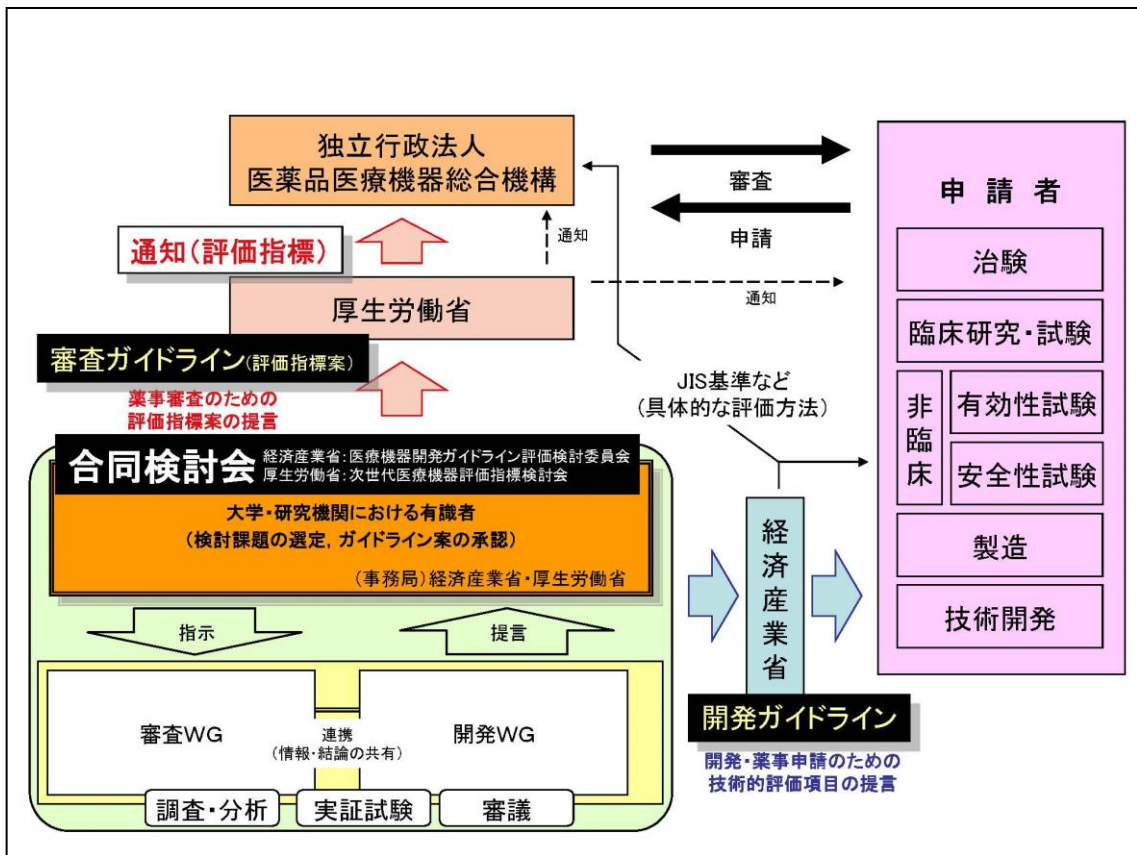 独立行政法人
医薬品医療機器総合機構
審査
申請
通知(評価指標)
通知
通知
厚生労働省
審査ガイドライン(評価指標案)
薬事審査のための
評価指標案の提言
JIS基準など
(具体的な評価方法)
合同検討会
経済産業省:医療機器開発ガイドライン評価検討委員会
厚生労働省:次世代医療機器評価指標検討会
大学・研究機関における有識者
(検討課題の選定, ガイドライン案の承認)
(事務局)経済産業省・厚生労働省
指示
提言
審査WG
連携
(情報・結論の共有)
開発WG
調査・分析
実証試験
審議
経済産業省
開発ガイドライン
開発・薬事申請のための
技術的評価項目の提言
申請者
治験
臨床研究・試験
非臨床
有効性試験
安全性試験
製造
技術開発